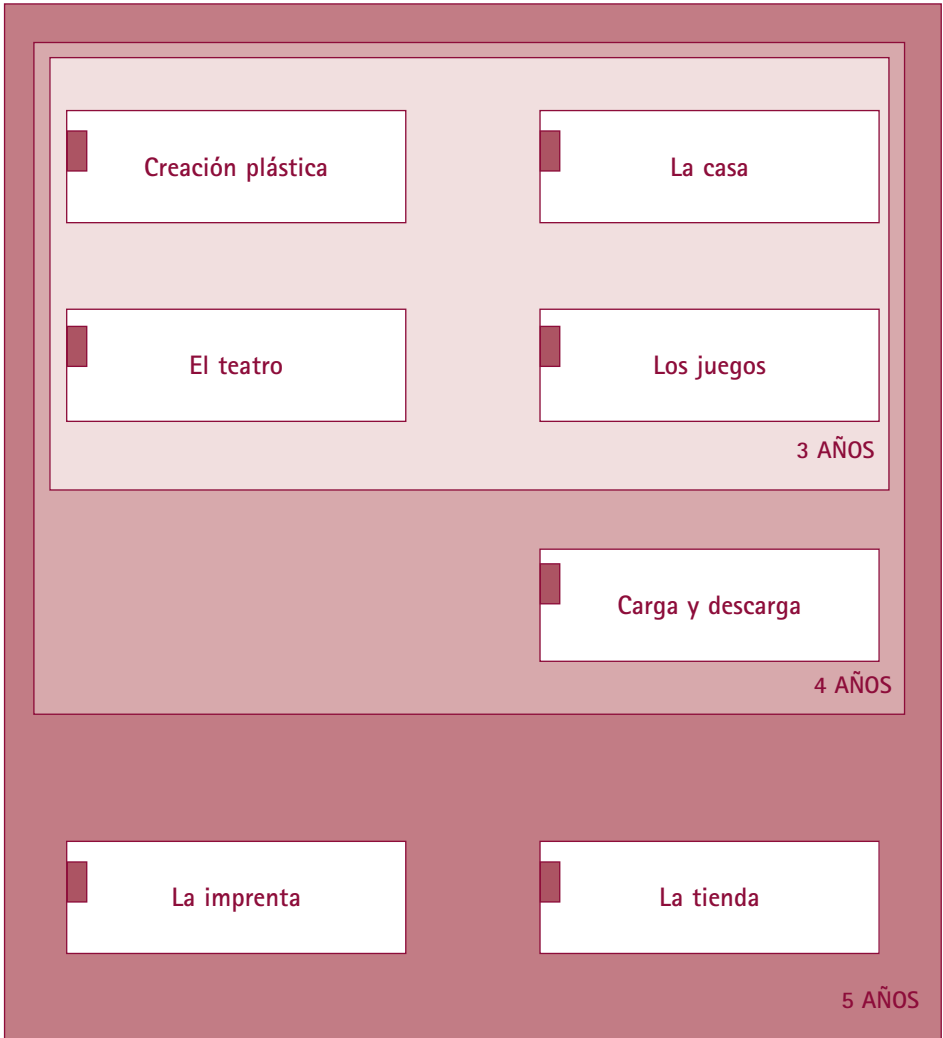 Creación plástica
La casa
El teatro
Los juegos
3 AÑOS
Carga y descarga
4 AÑOS
La imprenta
La tienda
5 AÑOS